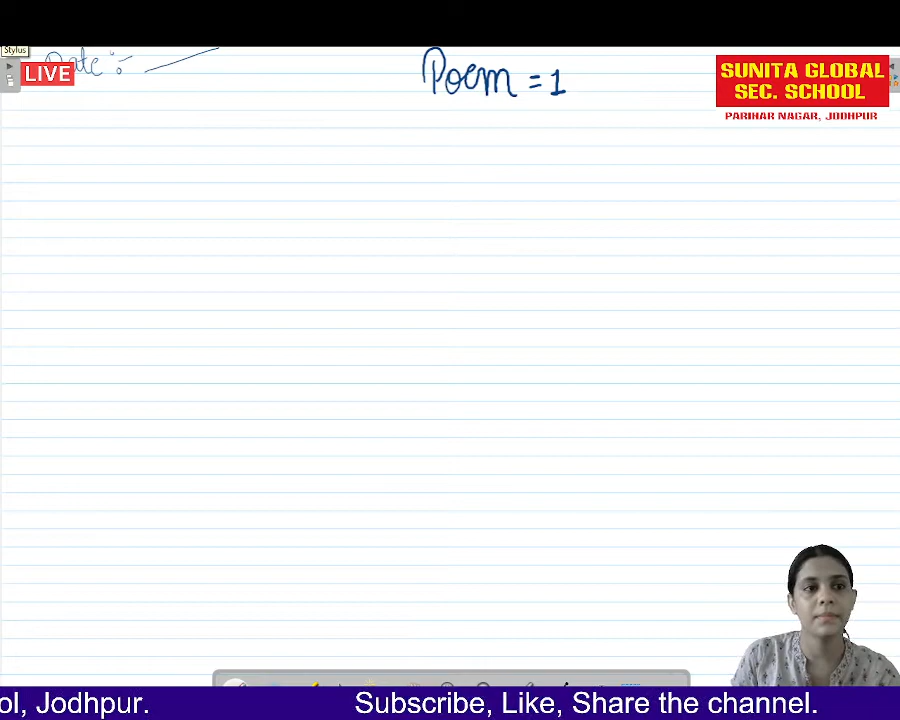 Stylus
Date :-
LIVE
Poem = 1
SUNITA GLOBAL
SEC. SCHOOL
PARIHAR NAGAR, JODHPUR
ol, Jodhpur.
Subscribe, Like, Share the channel.